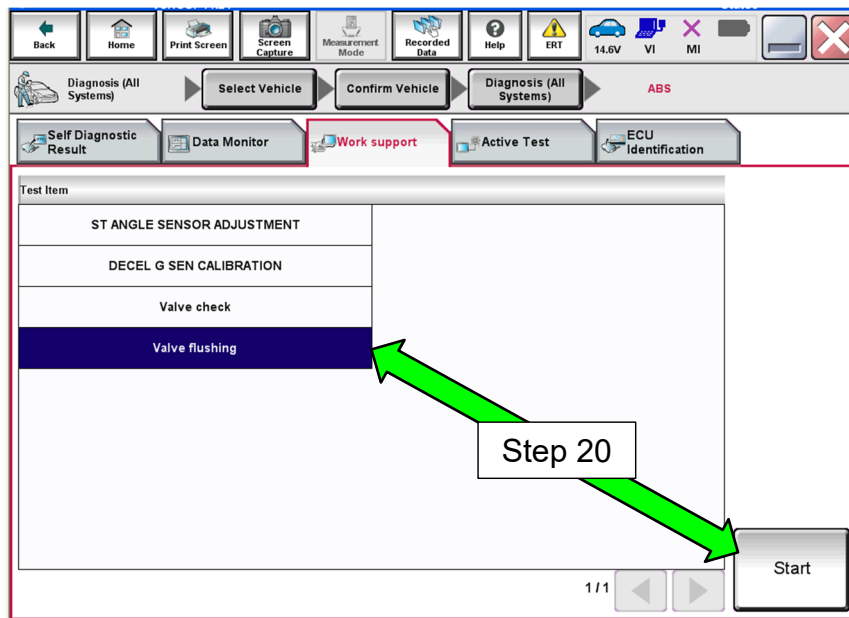 Back
Home
Print Screen
Screen
Capture
Measurement
Mode
Recorded
Data
Help
ERT
14.6V
VI
MI
Diagnosis (All
Systems)
Select Vehicle
Confirm Vehicle
Diagnosis (All
Systems)
ABS
Self Diagnostic
Result
Data Monitor
Work support
Active Test
ECU
Identification
Test Item
ST ANGLE SENSOR ADJUSTMENT
DECEL G SEN CALIBRATION
Valve check
Valve flushing
Step 20
Start
1/1